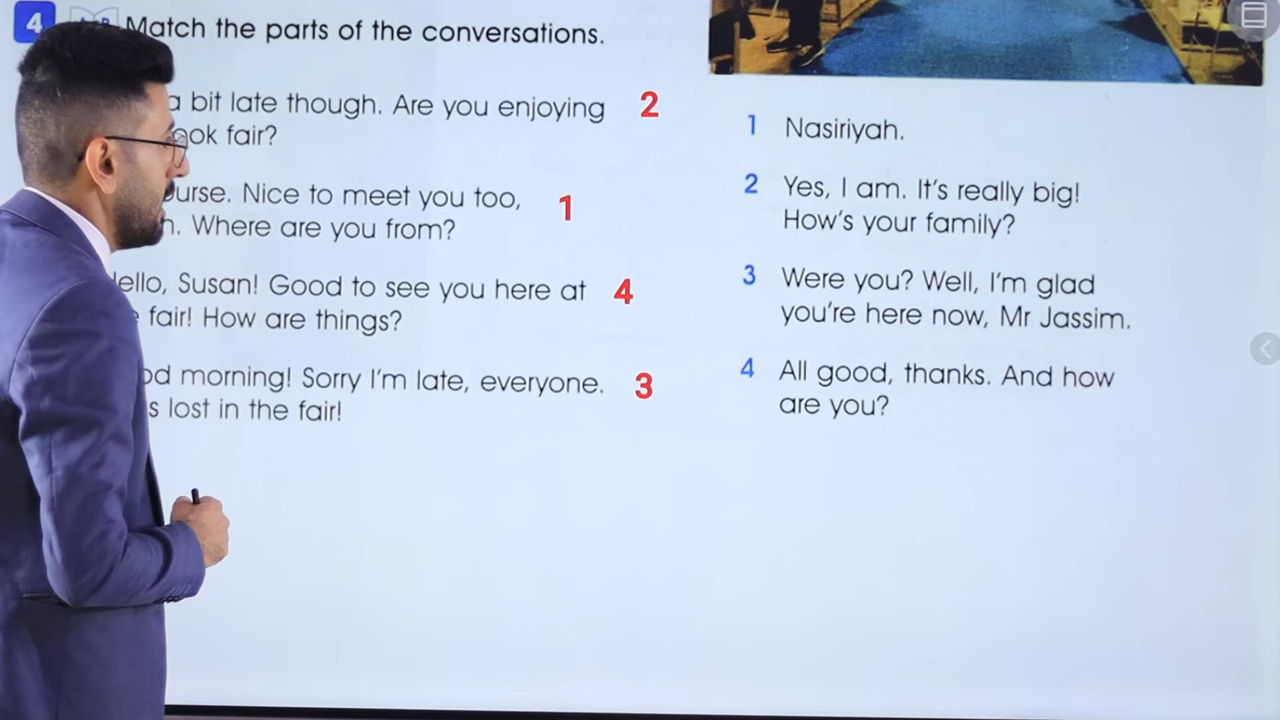 4 Match the parts of the conversations.
a bit late though. Are you enjoying 2
fair?
Nice to meet you too, 1
Where are you from?
Susan! Good to see you here at 4
fair! How are things?
morning! Sorry I'm late, everyone. 3
lost in the fair!
1 Nasiriyah.
2 Yes, I am. It's really big!
How's your family?
3 Were you? Well, I'm glad
you're here now, Mr Jassim.
4 All good, thanks. And how
are you?